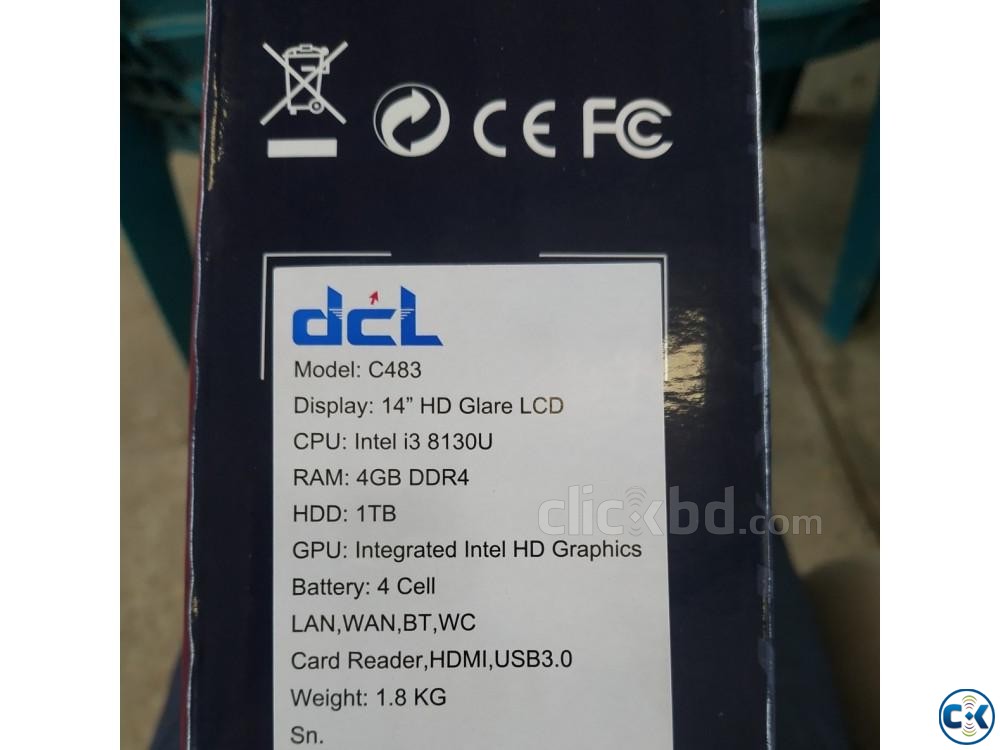 CE FC
dcl
Model: C483
Display: 14” HD Glare LCD
CPU: Intel i3 8130U
RAM: 4GB DDR4
HDD: 1TB
clickbd.com
GPU: Integrated Intel HD Graphics
Battery: 4 Cell
LAN,WAN,BT,WC
Card Reader,HDMI,USB3.0
Weight: 1.8 KG
Sn.
CK